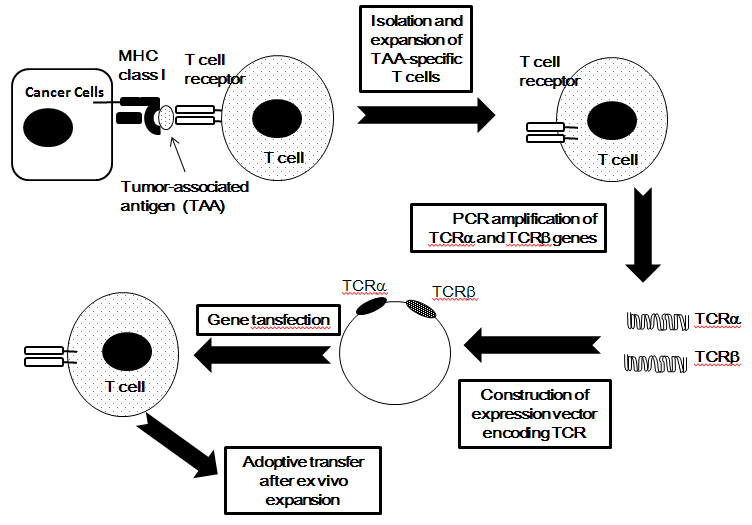 Isolation and
expansion of
TAA-specific
T cells
MHC
class I
T cell
receptor
Cancer Cells
T cell
Tumor-associated
antigen (TAA)
T cell
receptor
T cell
PCR amplification of
TCRα and TCRβ genes
TCRα
TCRβ
TCRα
TCRβ
Gene tansfection
T cell
Construction of
expression vector
encoding TCR
Adoptive transfer
after ex vivo
expansion